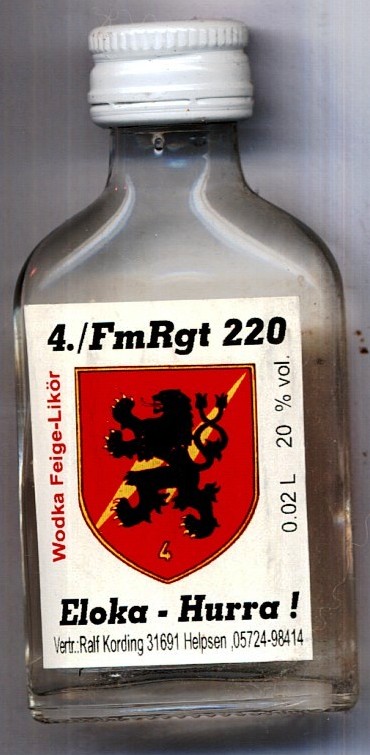 4./FmRgt 220
Wodka Feige-Likör
0.02 L 20 % vol.
4
Eloka - Hurra !
Vertr.:Ralf Kording 31691 Helpsen ,05724-98414